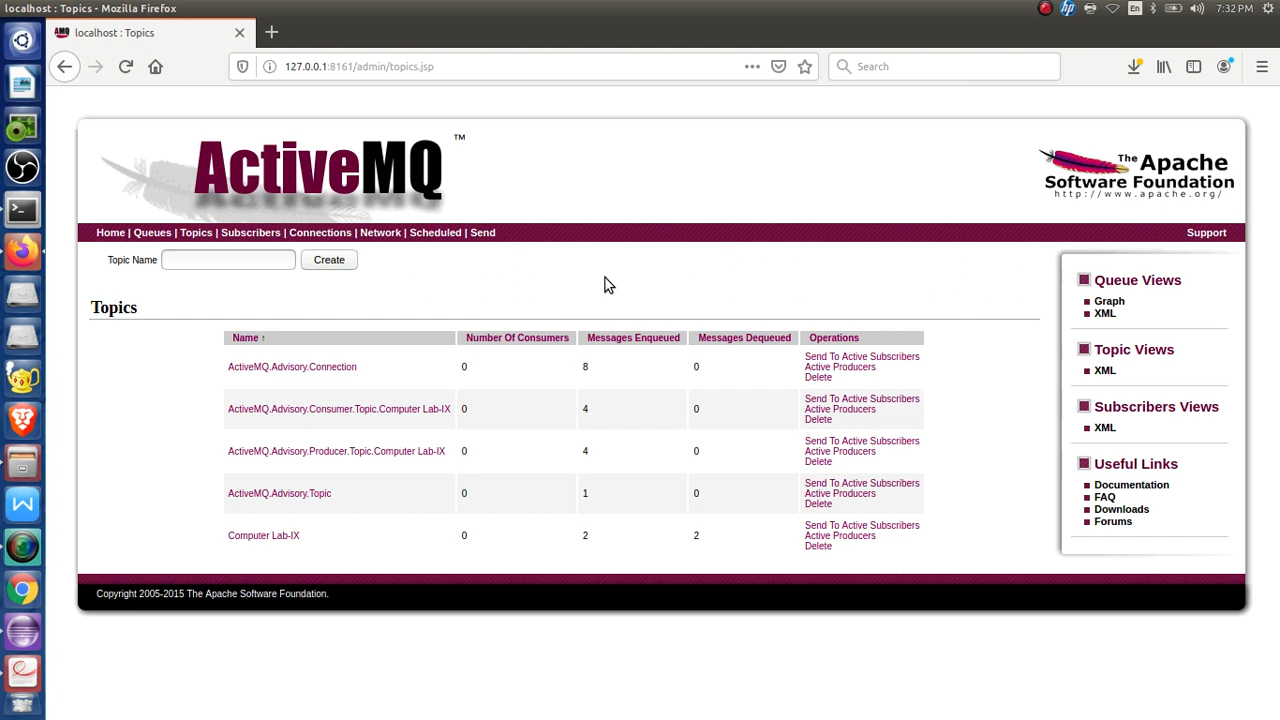 localhost : Topics - Mozilla Firefox
En
7:32 PM
localhost : Topics
127.0.0.1:8161/admin/topics.jsp
Search
ActiveMQ ™
The Apache
Software Foundation
http://www.apache.org/
Home | Queues | Topics | Subscribers | Connections | Network | Scheduled | Send
Support
Topic Name
Create
Topics
Name ↑ Number Of Consumers Messages Enqueued Messages Dequeued Operations
ActiveMQ.Advisory.Connection 0 8 0 Send To Active Subscribers
Active Producers
Delete
ActiveMQ.Advisory.Consumer.Topic.Computer Lab-IX 0 4 0 Send To Active Subscribers
Active Producers
Delete
ActiveMQ.Advisory.Producer.Topic.Computer Lab-IX 0 4 0 Send To Active Subscribers
Active Producers
Delete
ActiveMQ.Advisory.Topic 0 1 0 Send To Active Subscribers
Active Producers
Delete
Computer Lab-IX 0 2 2 Send To Active Subscribers
Active Producers
Delete
Queue Views
Graph
XML
Topic Views
XML
Subscribers Views
XML
Useful Links
Documentation
FAQ
Downloads
Forums
Copyright 2005-2015 The Apache Software Foundation.